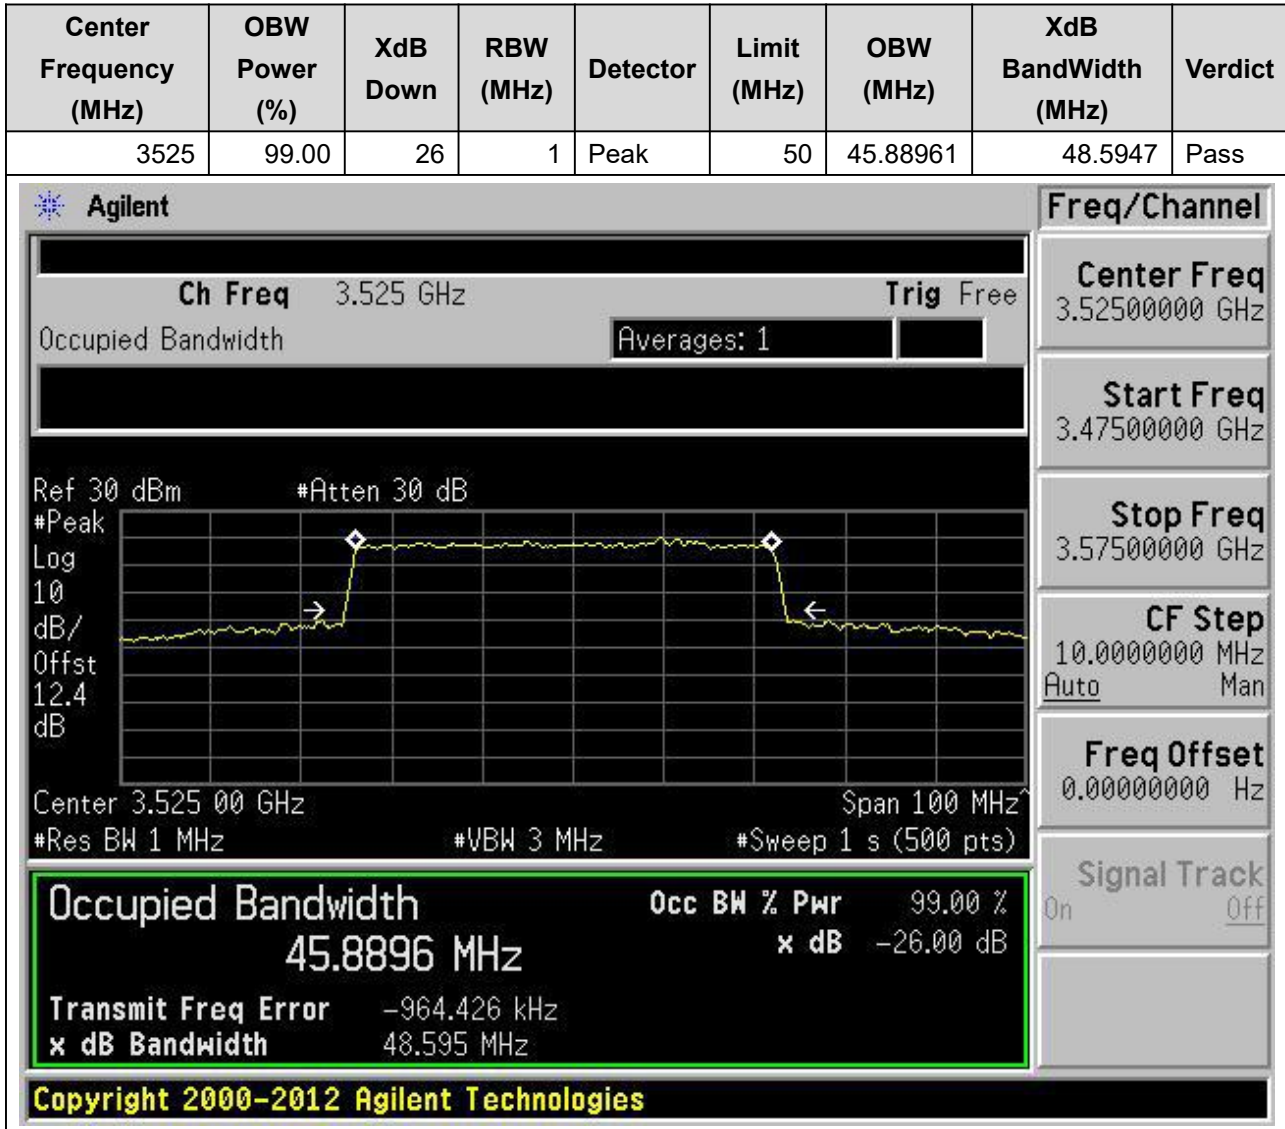 Center Frequency (MHz) OBW Power (%) XdB Down RBW (MHz) Detector Limit (MHz) OBW (MHz) XdB BandWidth (MHz) Verdict
3525 99.00 26 1 Peak 50 45.88961 48.5947 Pass
Agilent
Freq/Channel
Ch Freq 3.525 GHz Trig Free
Occupied Bandwidth Averages: 1
Center Freq
3.52500000 GHz
Start Freq
3.47500000 GHz
Stop Freq
3.57500000 GHz
CF Step
10.0000000 MHz
Auto Man
Freq Offset
0.00000000 Hz
Signal Track
On Off
Ref 30 dBm #Atten 30 dB
#Peak
Log
10
dB/
Offst
12.4
dB
Center 3.525 00 GHz Span 100 MHz^
#Res BW 1 MHz #VBW 3 MHz #Sweep 1 s (500 pts)
Occupied Bandwidth Occ BW % Pwr 99.00 %
45.8896 MHz x dB -26.00 dB
Transmit Freq Error -964.426 kHz
x dB Bandwidth 48.595 MHz
Copyright 2000-2012 Agilent Technologies